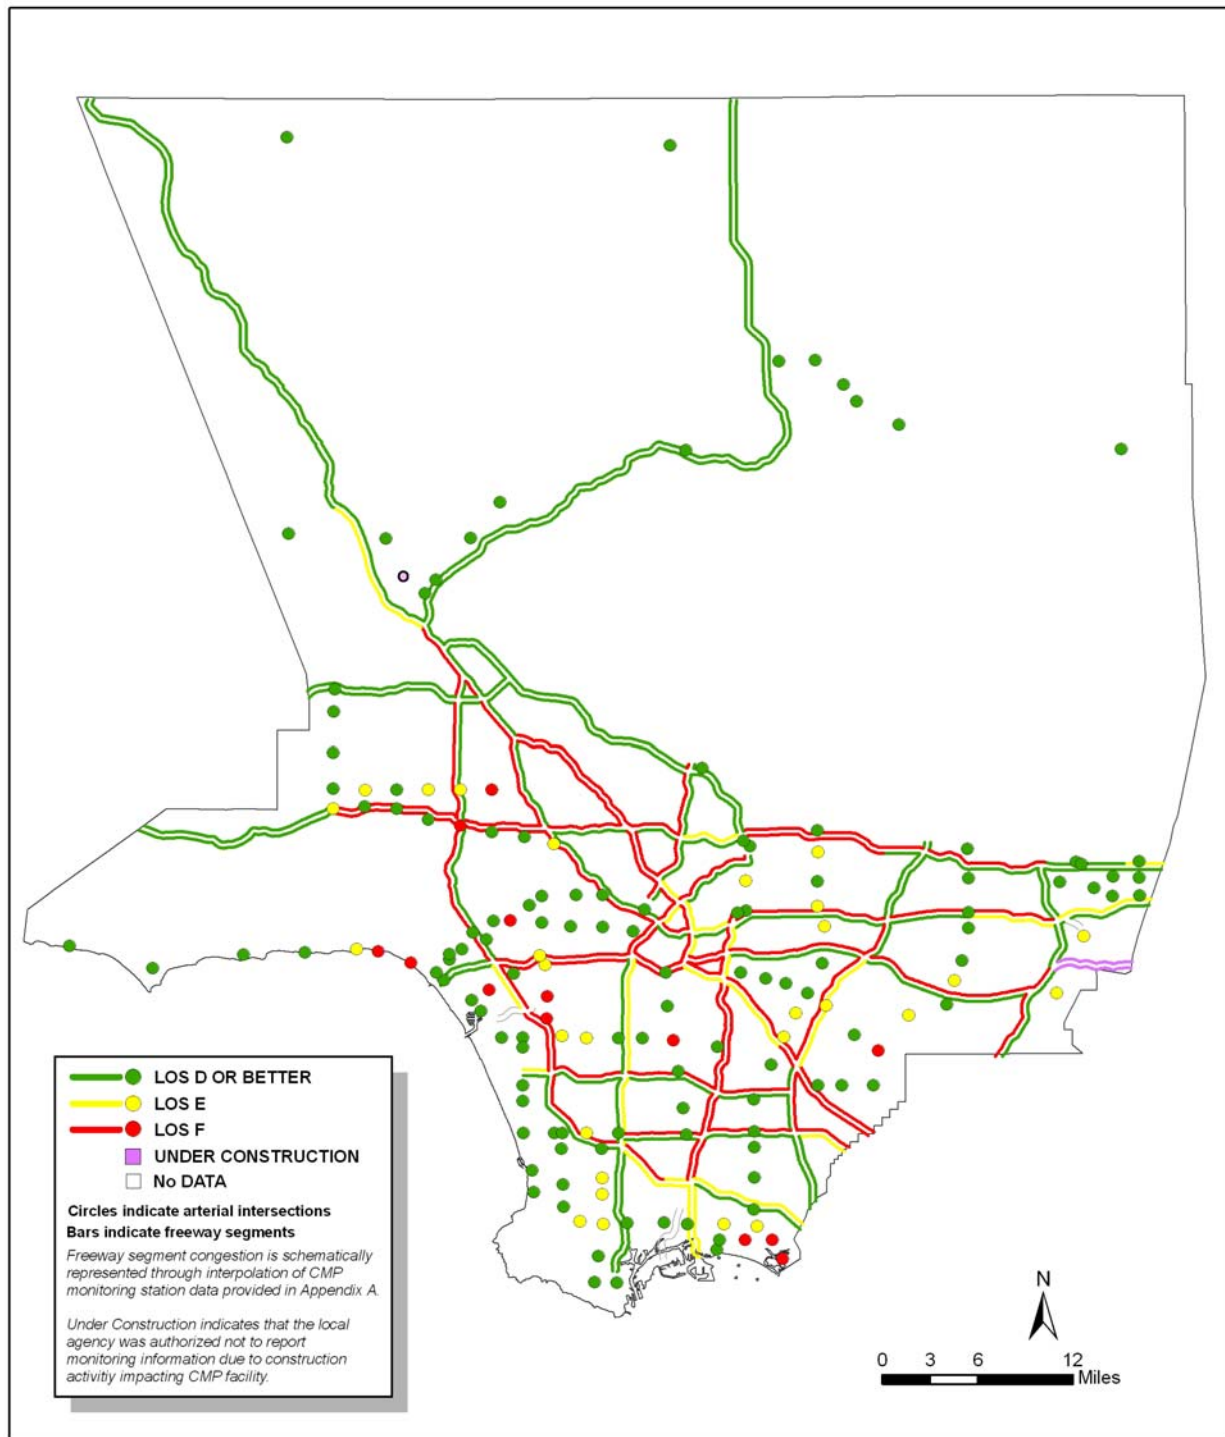 LOS D OR BETTER
LOS E
LOS F
UNDER CONSTRUCTION
No DATA
Circles indicate arterial intersections
Bars indicate freeway segments
Freeway segment congestion is schematically
represented through interpolation of CMP
monitoring station data provided in Appendix A.
Under Construction indicates that the local
agency was authorized not to report
monitoring information due to construction
activitiy impacting CMP facility.
N
0 3 6 12
Miles